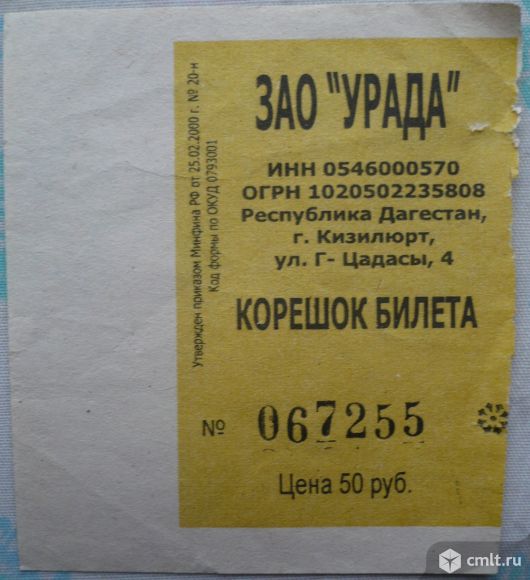 Утвержден приказом Минфина РФ от 25.02.2000 г. № 20-н
Код формы по ОКУД 0793001
ЗАО "УРАДА"
ИНН 0546000570
ОГРН 1020502235808
Республика Дагестан,
г. Кизилюрт,
ул. Г- Цадасы, 4
КОРЕШОК БИЛЕТА
№ 067255
Цена 50 руб.
cmlt.ru